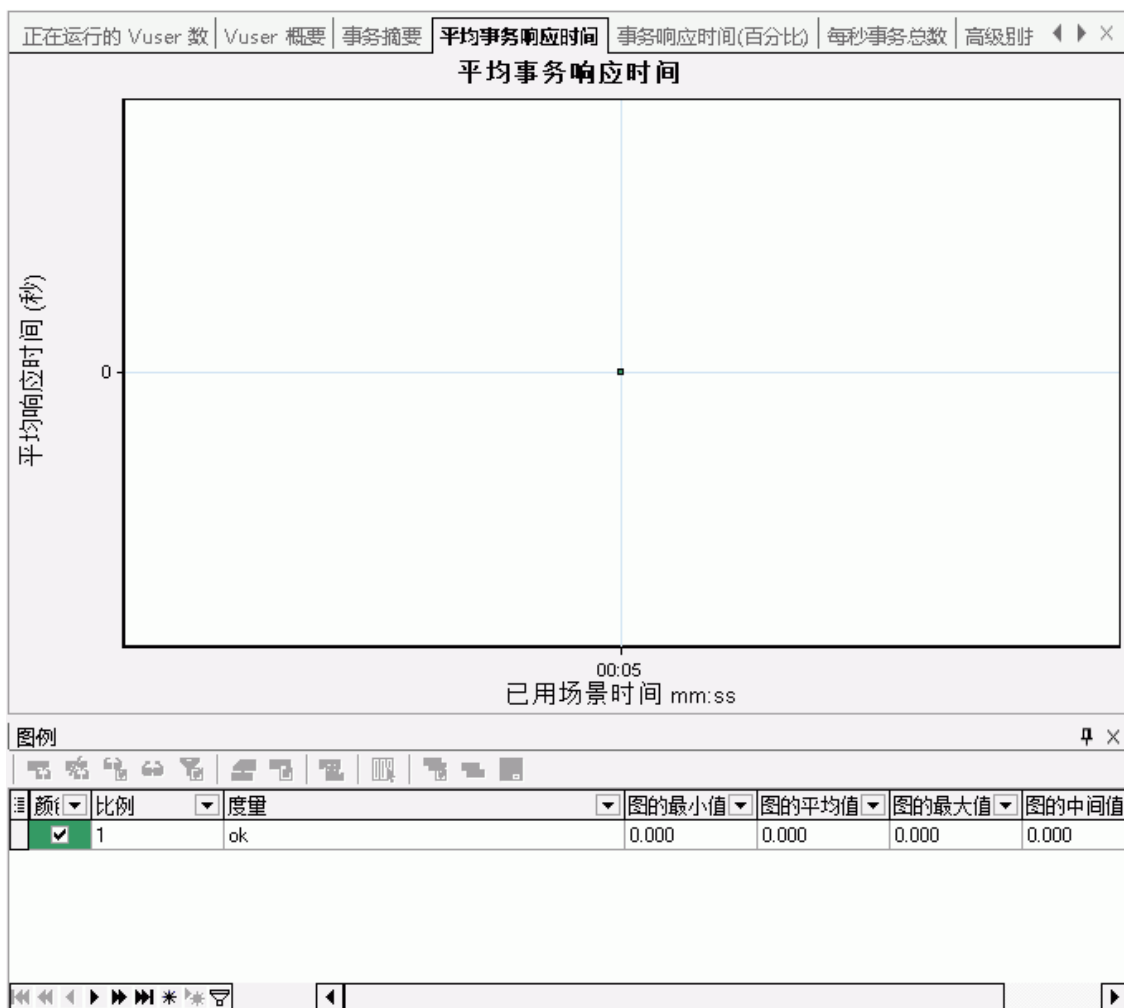 正在运行的 Vuser 数 Vuser 概要 事务摘要 平均事务响应时间 事务响应时间(百分比) 每秒事务总数 高级别
平均事务响应时间
平均响应时间 (秒)
0
00:05
已用场景时间 mm:ss
图例
颜 比例 度量 图的最小值 图的平均值 图的最大值 图的中间值
1 ok 0.000 0.000 0.000 0.000